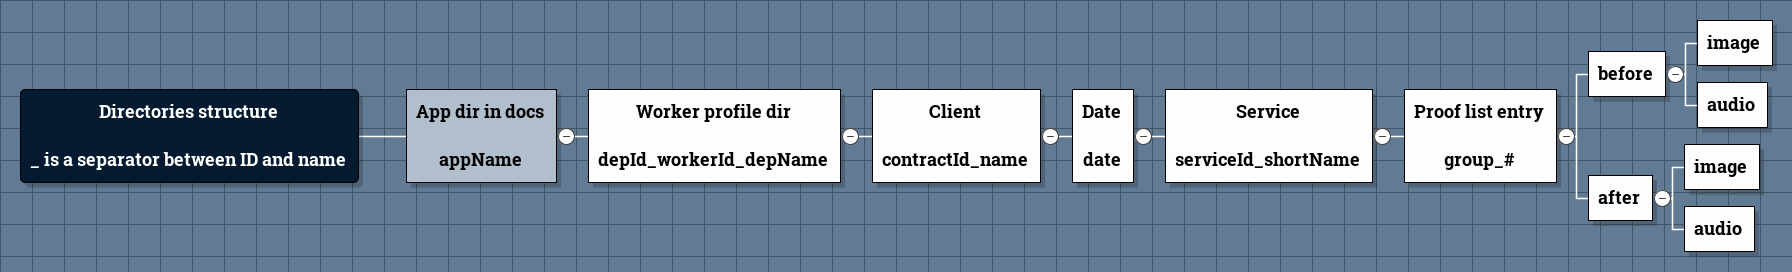 Directories structure
_ is a separator between ID and name
App dir in docs
appName
Worker profile dir
depId_workerId_depName
Client
contractId_name
Date
date
Service
serviceId_shortName
Proof list entry
group_#
before
image
audio
after
image
audio